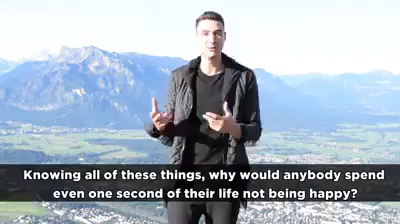 Knowing all of these things, why would anybody spend
even one second of their life not being happy?